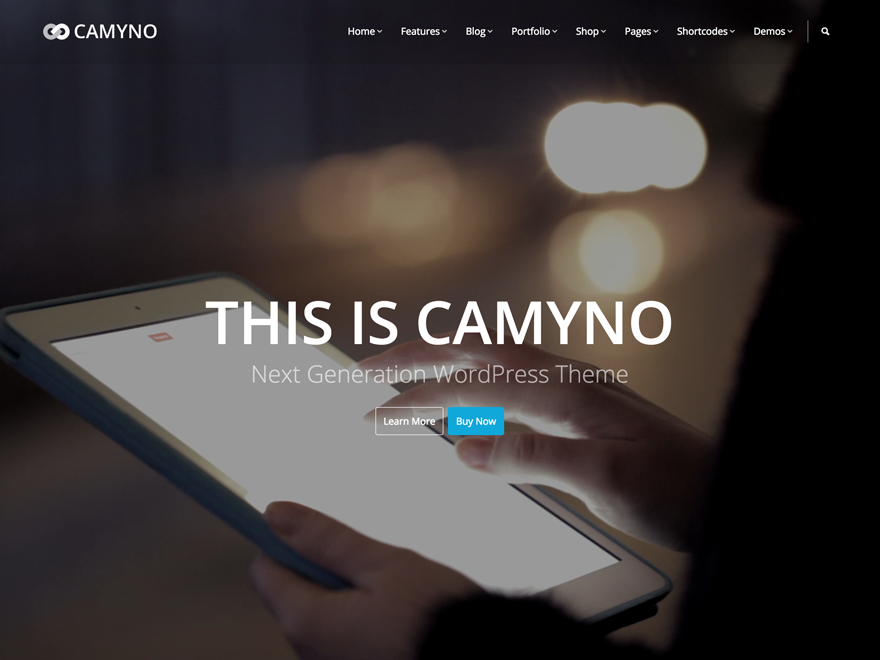 CAMYNO
Home Features Blog Portfolio Shop Pages Shortcodes Demos
THIS IS CAMYNO
Next Generation WordPress Theme
Learn More Buy Now